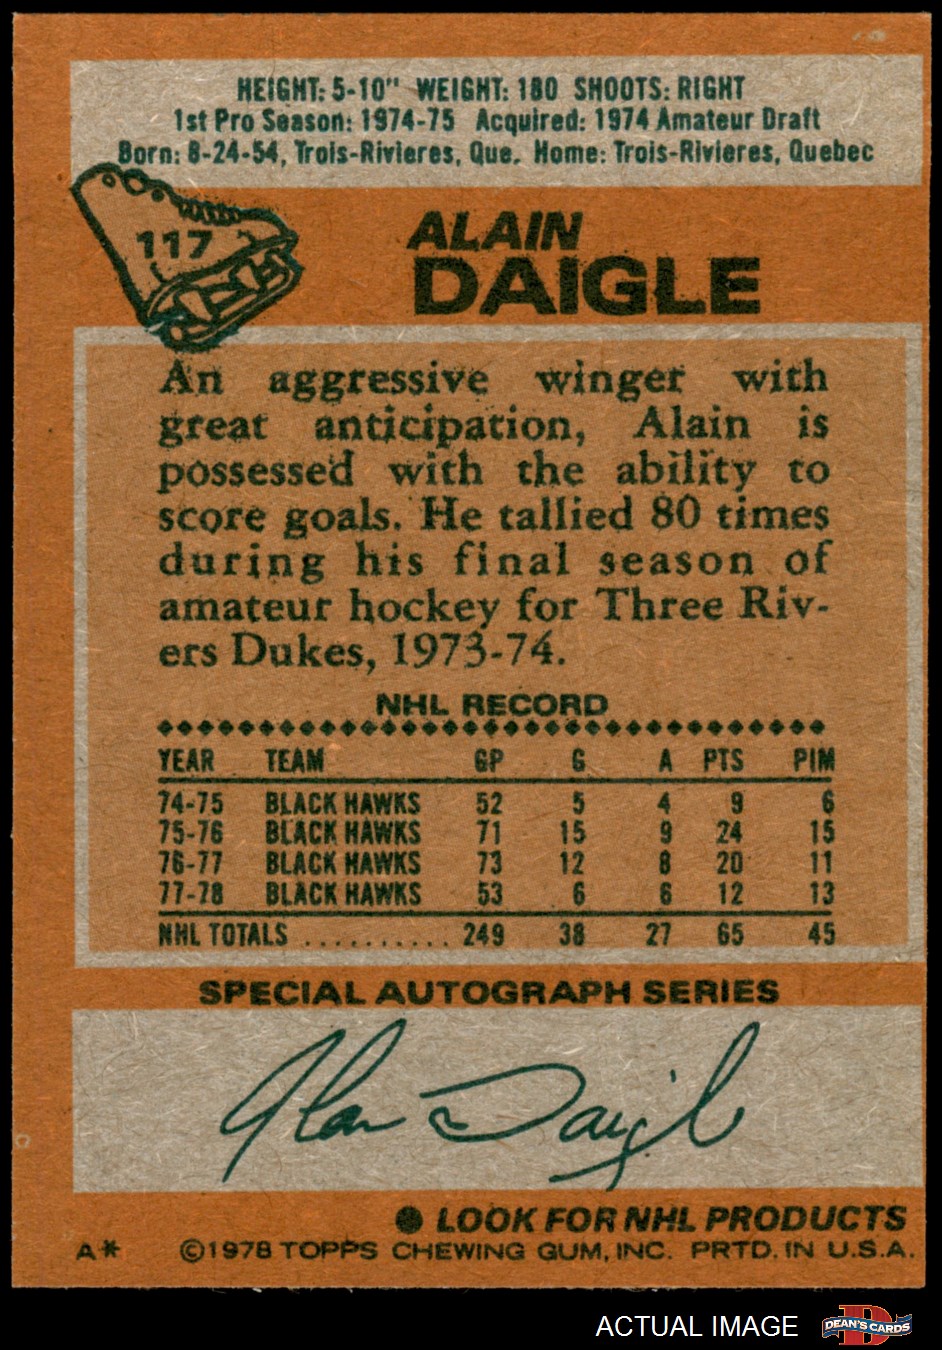 HEIGHT: 5-10" WEIGHT: 180 SHOOTS: RIGHT
1st Pro Season: 1974-75 Acquired: 1974 Amateur Draft
Born: 8-24-54, Trois-Rivieres, Que. Home: Trois-Rivieres, Quebec
117
ALAIN
DAIGLE
An aggressive winger with
great anticipation, Alain is
possessed with the ability to
score goals. He tallied 80 times
during his final season of
amateur hockey for Three Riv-
ers Dukes, 1973-74.
NHL RECORD
YEAR TEAM GP G A PTS PIM
74-75 BLACK HAWKS 52 5 4 9 6
75-76 BLACK HAWKS 71 15 9 24 15
76-77 BLACK HAWKS 73 12 8 20 11
77-78 BLACK HAWKS 53 6 6 12 13
NHL TOTALS .......... 249 38 27 65 45
SPECIAL AUTOGRAPH SERIES
Alain Daigle
● LOOK FOR NHL PRODUCTS
A* ©1978 TOPPS CHEWING GUM, INC. PRTD. IN U.S.A.
ACTUAL IMAGE DEAN'S CARDS